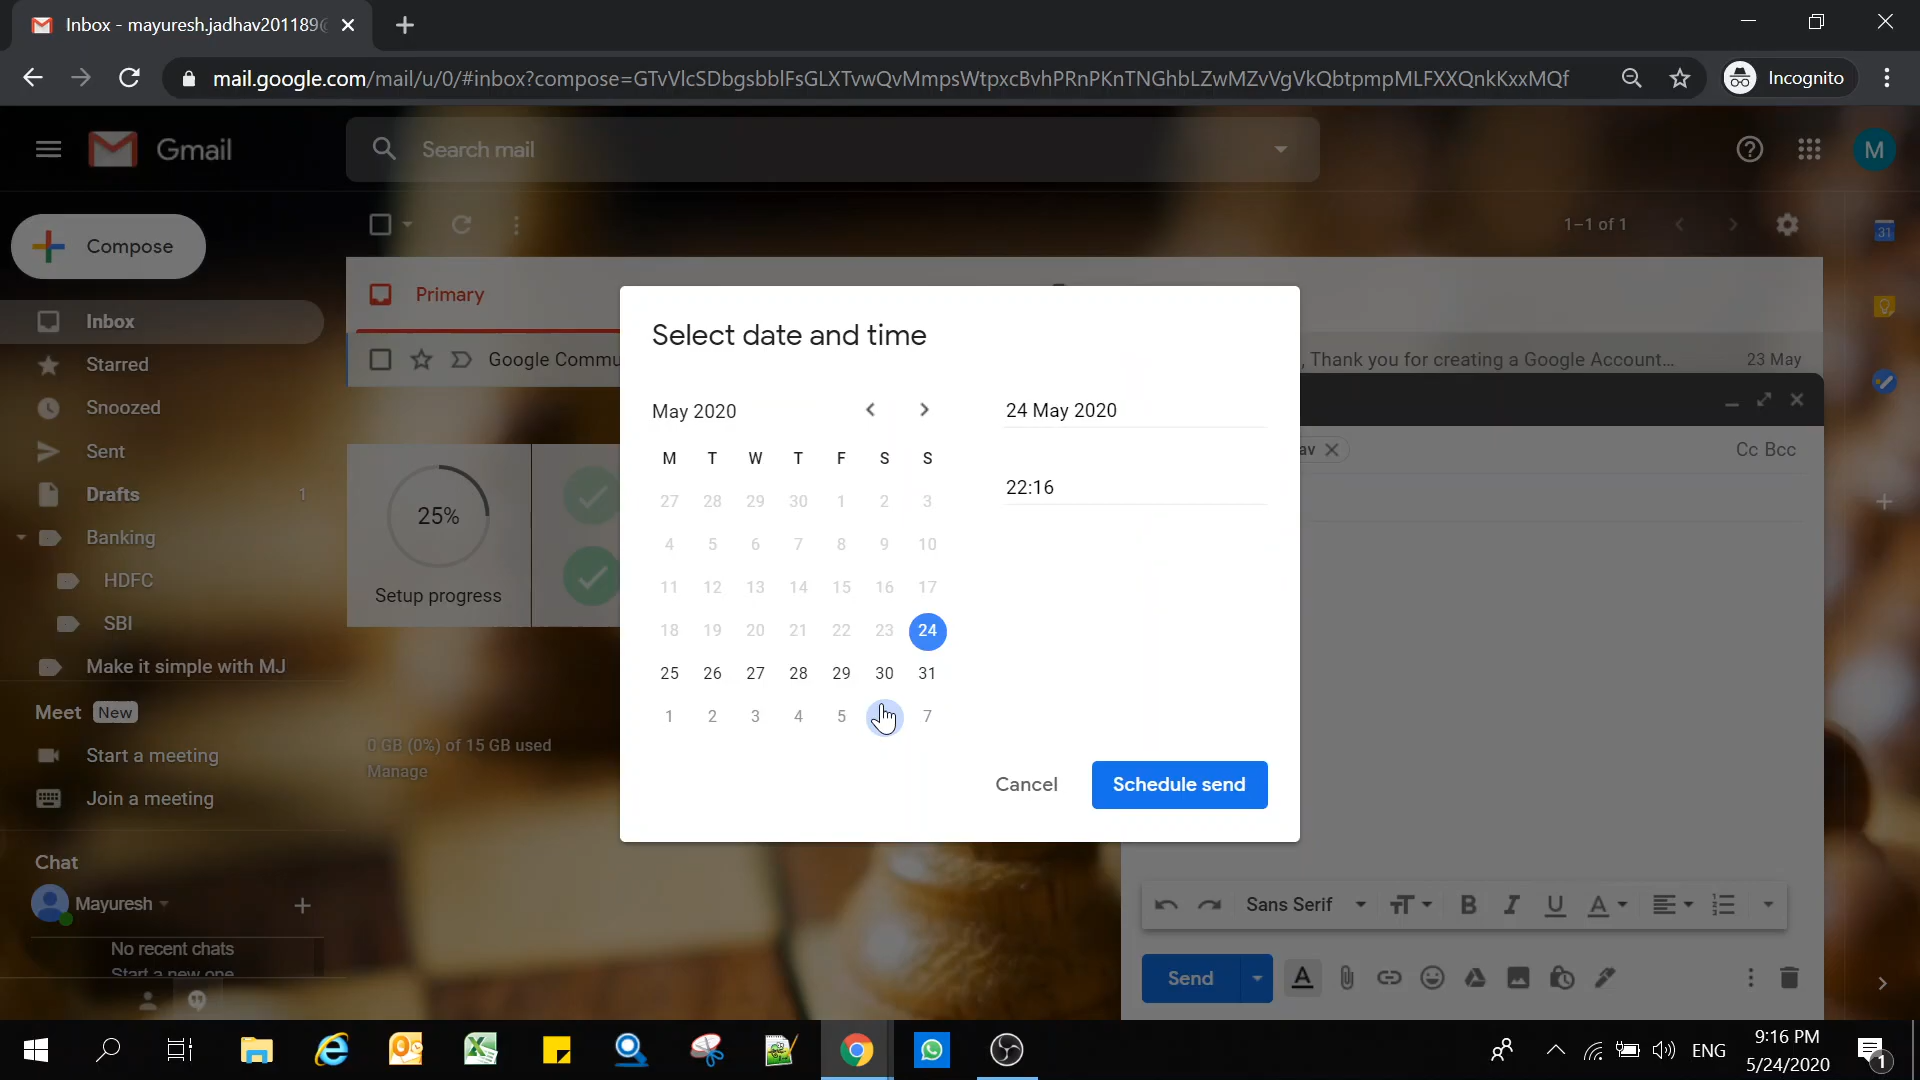 Inbox - mayuresh.jadhav201189@
mail.google.com/mail/u/0/#inbox?compose=GTvVlcSDbgsbblFsGLXTvwQvMmpsWtpxcBvhPRnPKnTNGhbLZwMZvVgVkQbtpmpMLFXXQnkKxxMQf
Incognito
Gmail
Search mail
M
Compose
1–1 of 1
31
Inbox
Primary
Starred
Google Commu
, Thank you for creating a Google Account...
23 May
Snoozed
Sent
Drafts 1
Banking
HDFC
SBI
Make it simple with MJ
25%
Setup progress
av
Cc Bcc
Select date and time
May 2020
M T W T F S S
27 28 29 30 1 2 3
4 5 6 7 8 9 10
11 12 13 14 15 16 17
18 19 20 21 22 23 24
25 26 27 28 29 30 31
1 2 3 4 5 7
24 May 2020
22:16
Cancel
Schedule send
Meet New
Start a meeting
Join a meeting
0 GB (0%) of 15 GB used
Manage
Chat
Mayuresh
No recent chats
Start a new one
Sans Serif
B I U A
Send
A
ENG
9:16 PM
5/24/2020
1